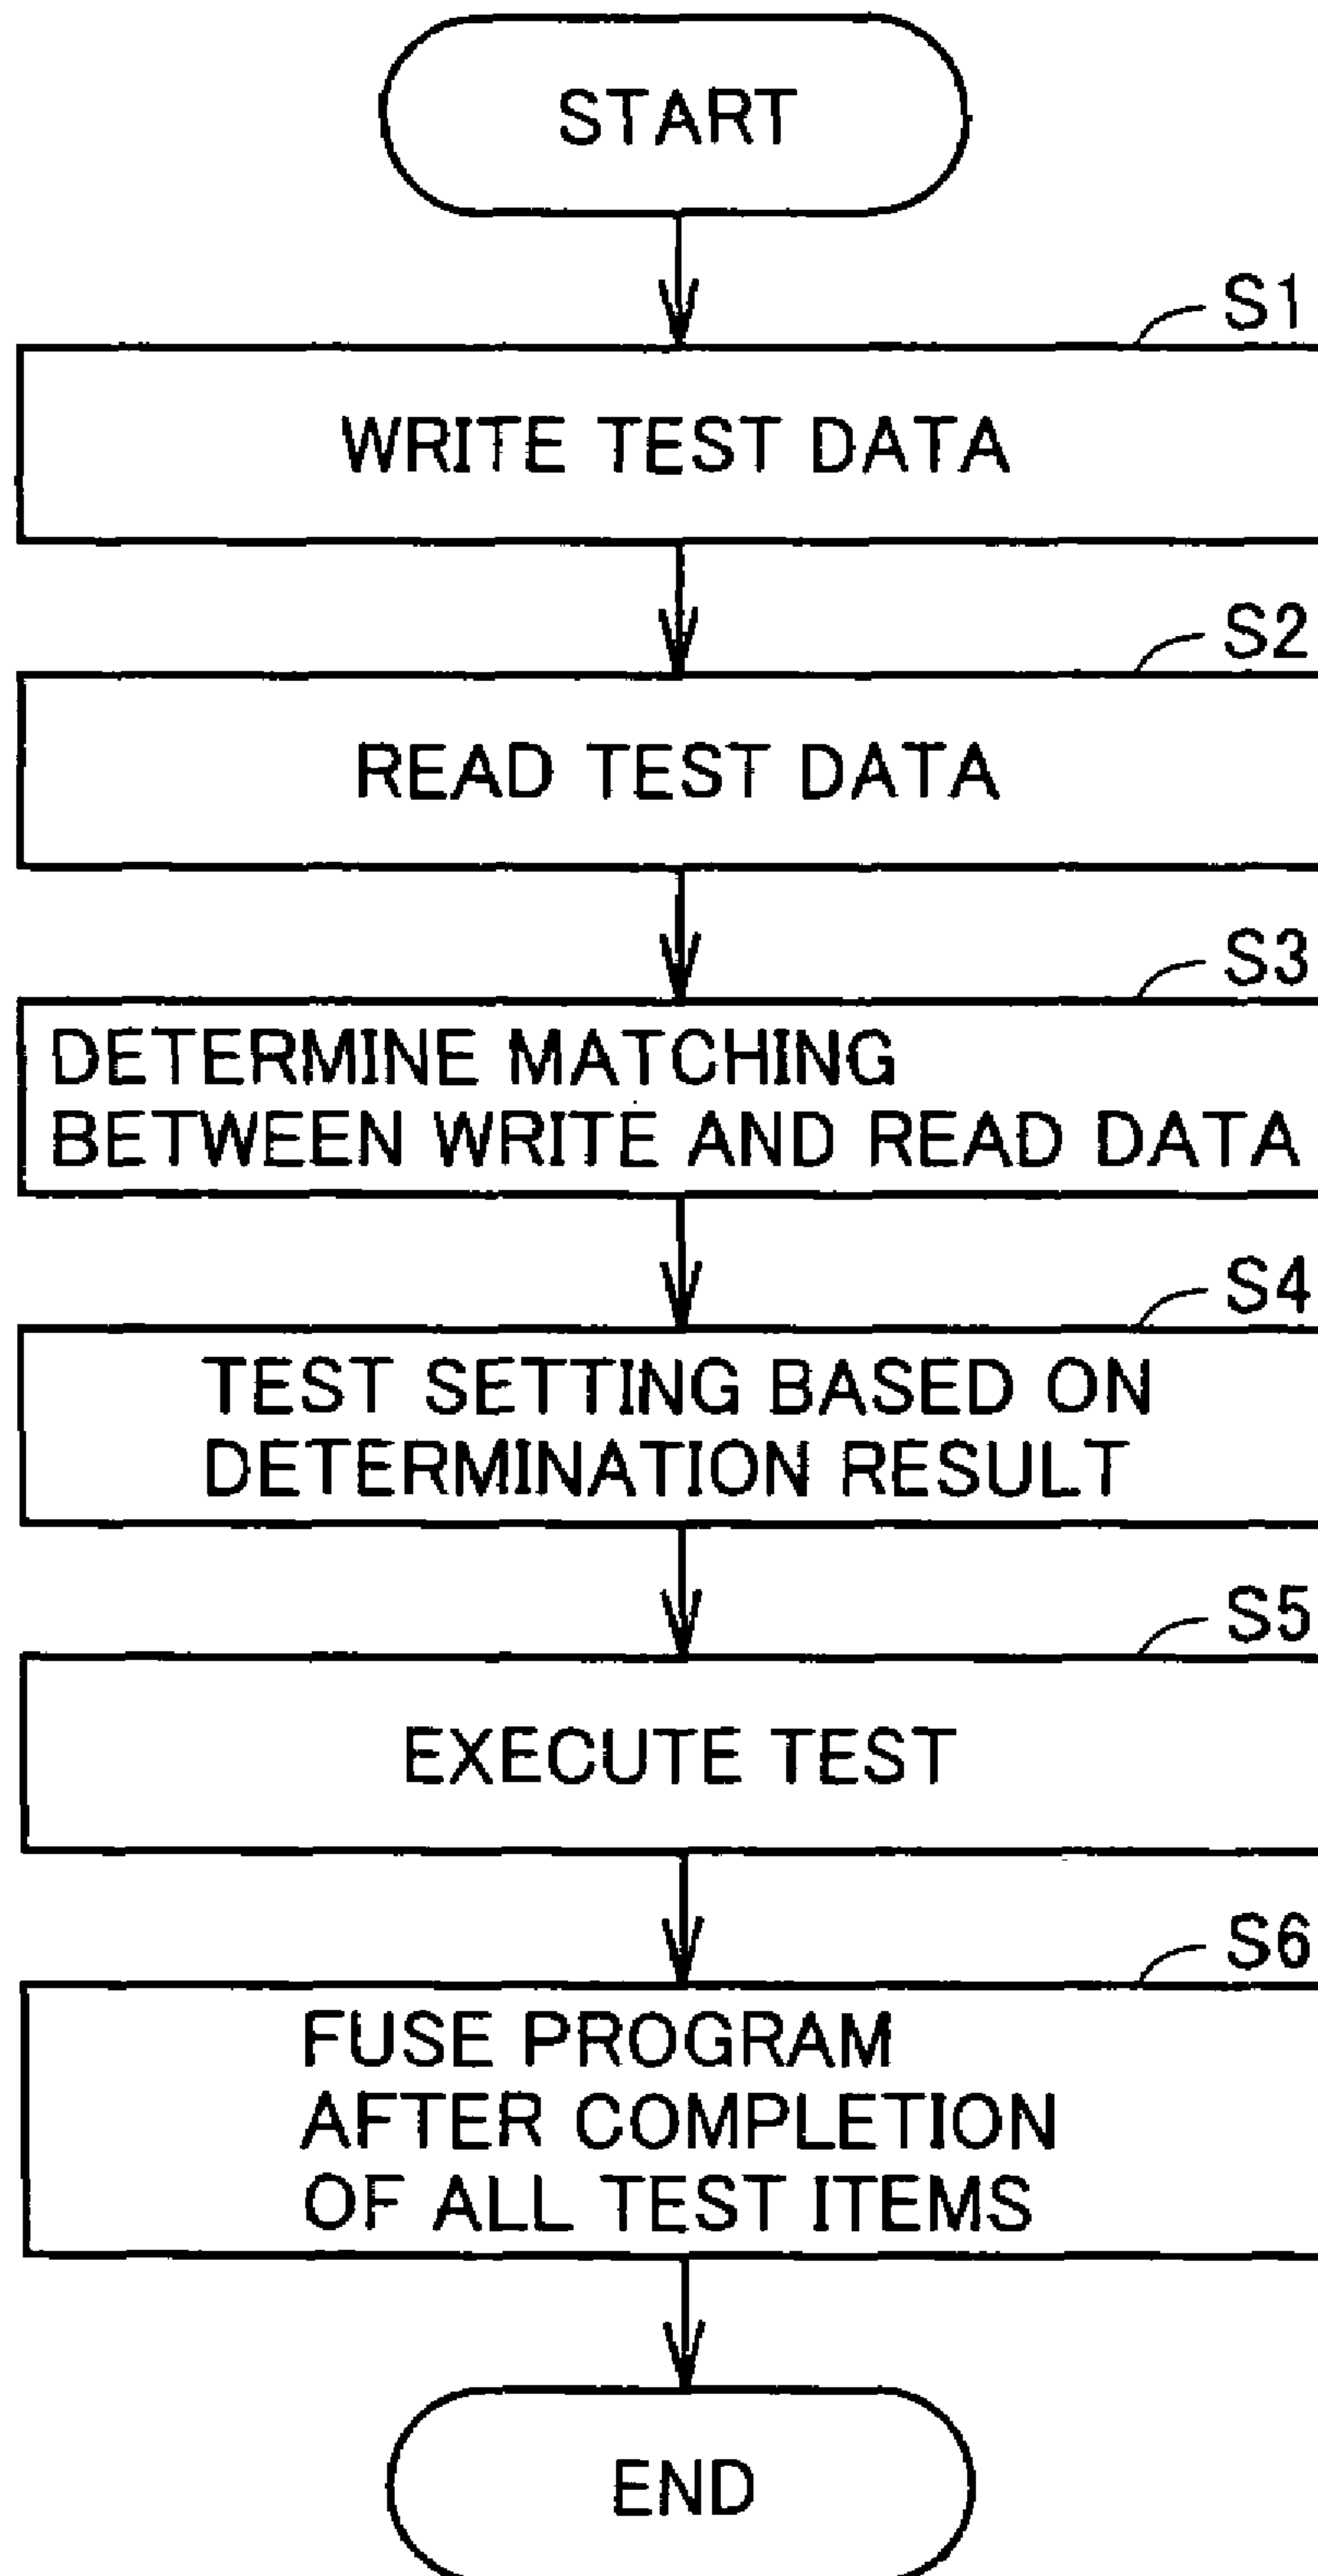 START
S1
WRITE TEST DATA
S2
READ TEST DATA
S3
DETERMINE MATCHING
BETWEEN WRITE AND READ DATA
S4
TEST SETTING BASED ON
DETERMINATION RESULT
S5
EXECUTE TEST
S6
FUSE PROGRAM
AFTER COMPLETION
OF ALL TEST ITEMS
END